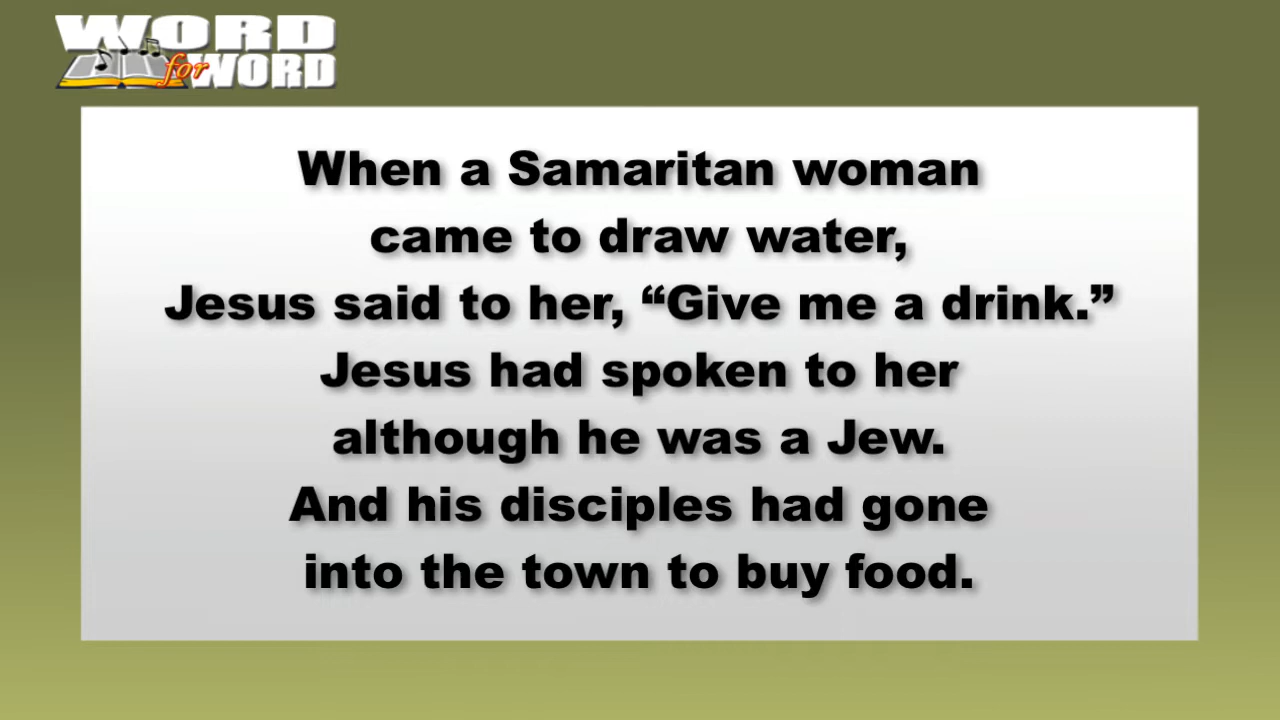 WORD
for WORD
When a Samaritan woman
came to draw water,
Jesus said to her, “Give me a drink.”
Jesus had spoken to her
although he was a Jew.
And his disciples had gone
into the town to buy food.